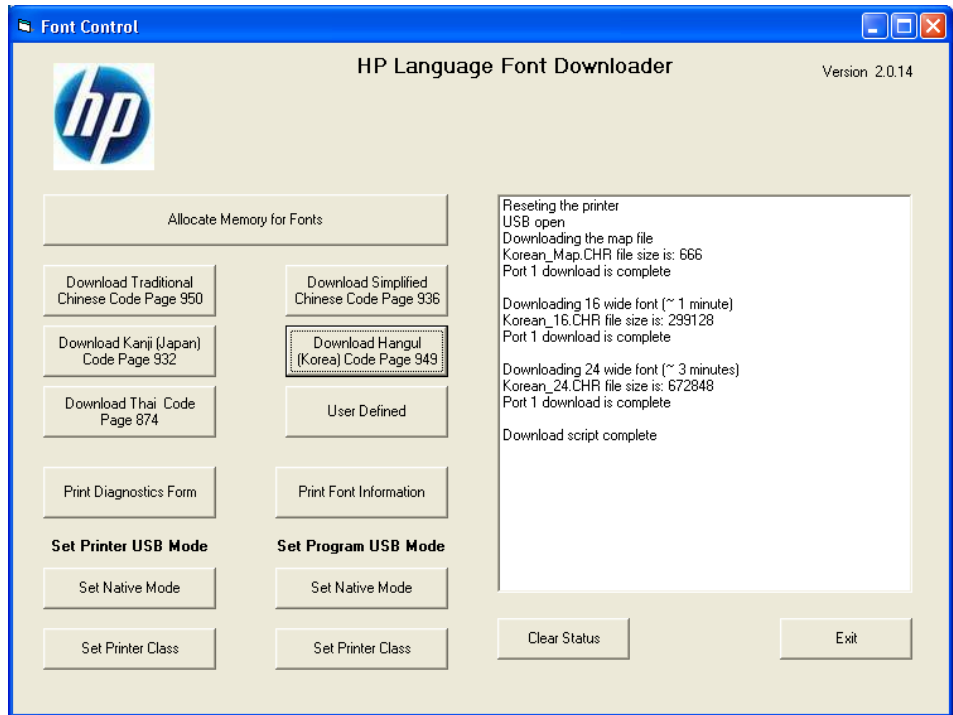 Font Control
HP Language Font Downloader
Version 2.0.14
hp
Allocate Memory for Fonts
Download Traditional
Chinese Code Page 950
Download Simplified
Chinese Code Page 936
Download Kanji (Japan)
Code Page 932
Download Hangul
(Korea) Code Page 949
Download Thai Code
Page 874
User Defined
Print Diagnostics Form
Print Font Information
Set Printer USB Mode
Set Program USB Mode
Set Native Mode
Set Native Mode
Set Printer Class
Set Printer Class
Reseting the printer
USB open
Downloading the map file
Korean_Map.CHR file size is: 666
Port 1 download is complete
Downloading 16 wide font (~ 1 minute)
Korean_16.CHR file size is: 299128
Port 1 download is complete
Downloading 24 wide font (~ 3 minutes)
Korean_24.CHR file size is: 672848
Port 1 download is complete
Download script complete
Clear Status
Exit